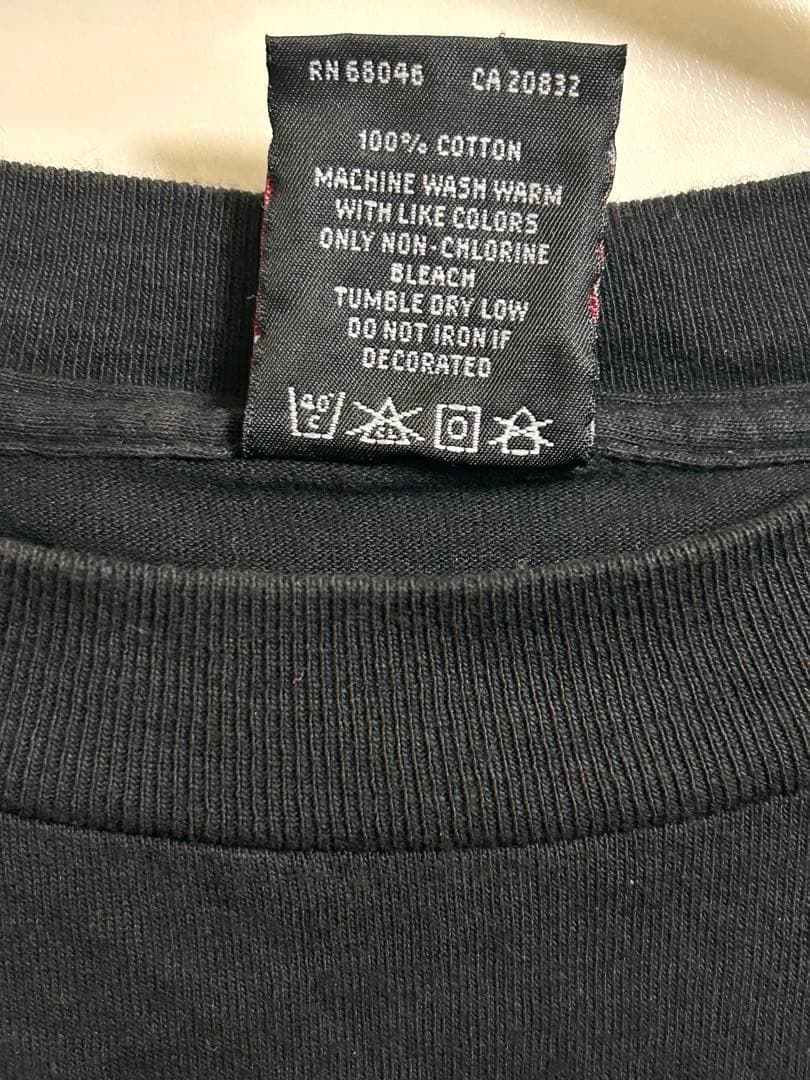 RN 68046 CA 20832
100% COTTON
MACHINE WASH WARM
WITH LIKE COLORS
ONLY NON-CHLORINE
BLEACH
TUMBLE DRY LOW
DO NOT IRON IF
DECORATED